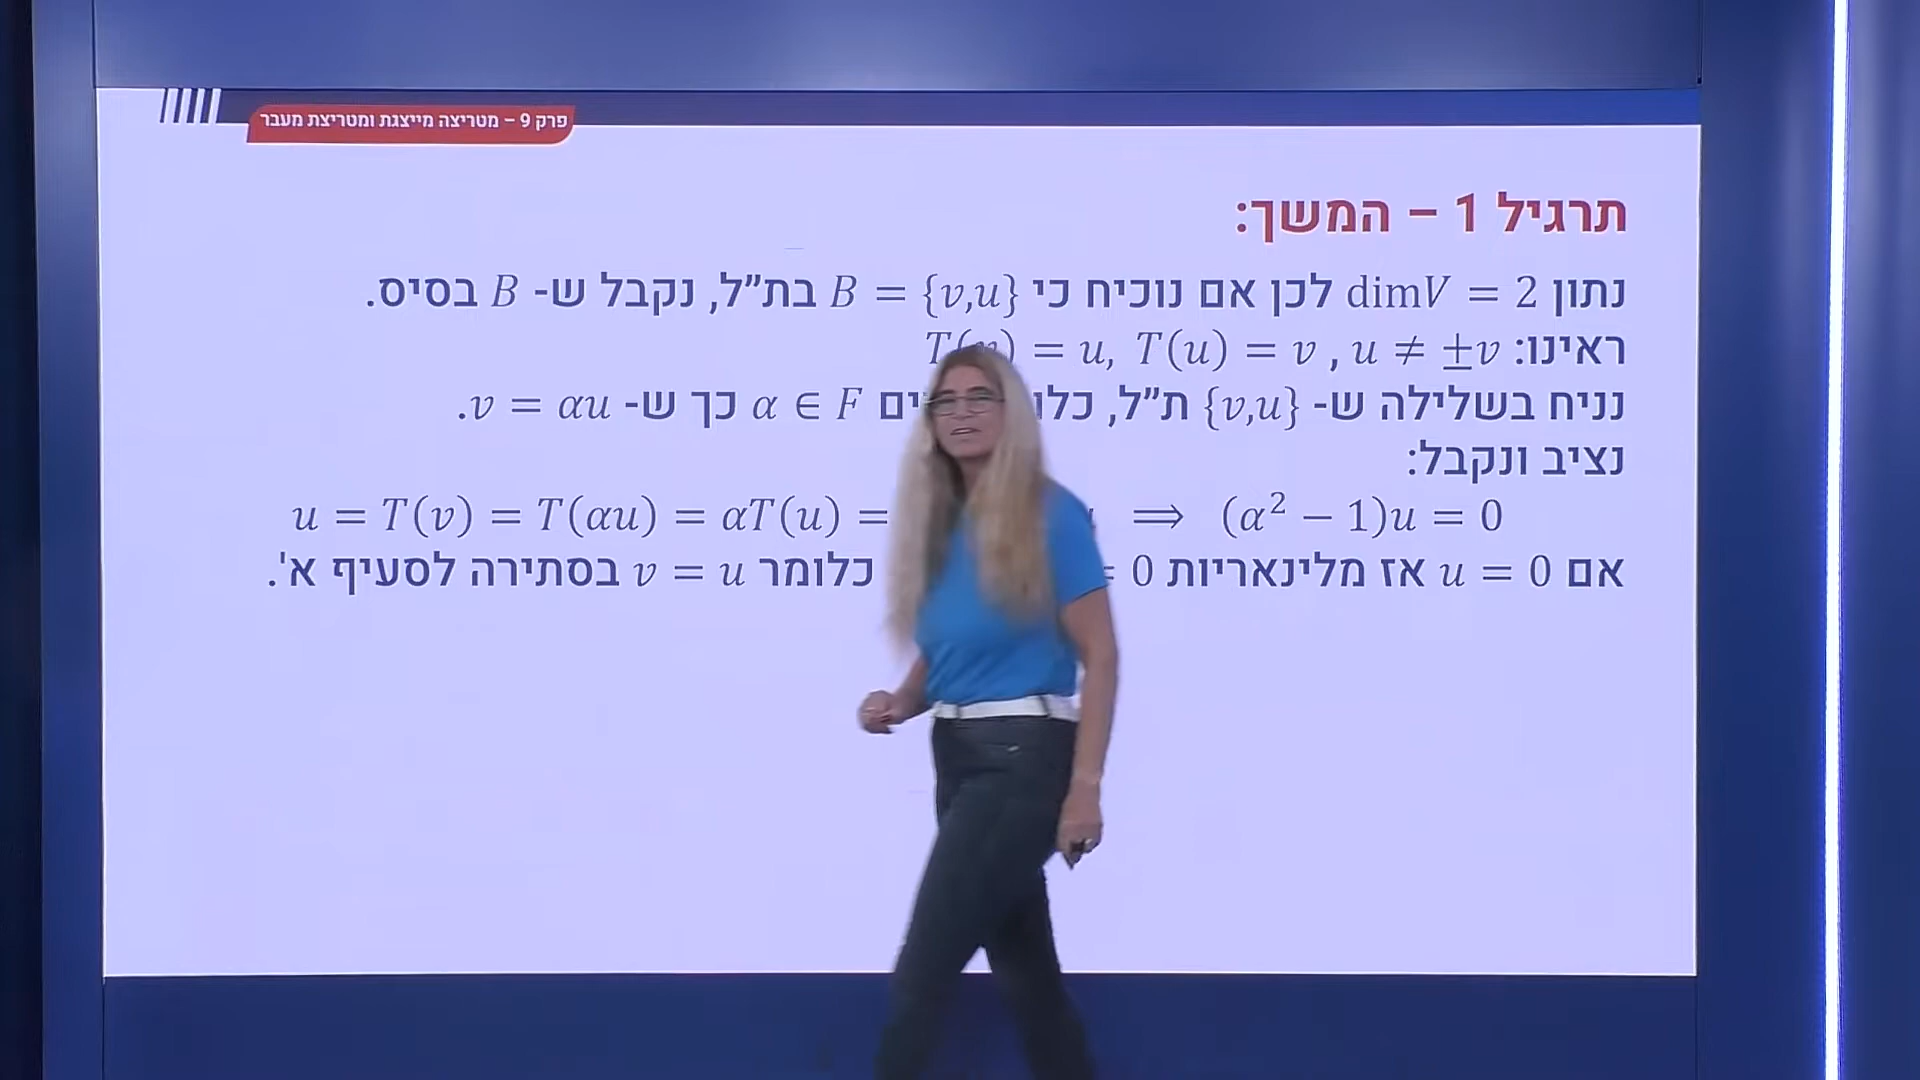 פרק 9 – מטריצה מייצגת ומטריצת מעבר
תרגיל 1 – המשך:
נתון dimV = 2 לכן אם נוכיח כי B = {v,u} בת"ל, נקבל ש- B בסיס.
ראינו: T(v) = u, T(u) = v , u ≠ ±v
נניח בשלילה ש- {v,u} ת"ל, α ∈ F כך ש- v = αu.
נציב ונקבל:
u = T(v) = T(αu) = αT(u) = ⟹ (α² − 1)u = 0
אם u = 0 אז מלינאריות = 0 כלומר v = u בסתירה לסעיף א'.